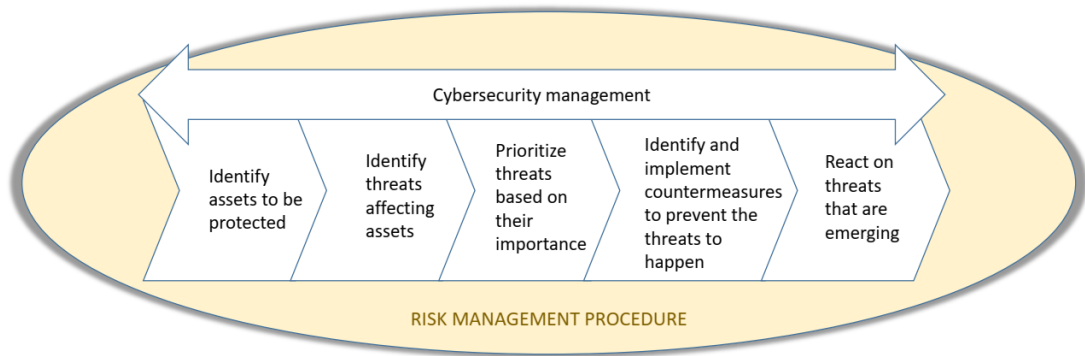 Cybersecurity management
Identify
assets to be
protected
Identify
threats
affecting
assets
Prioritize
threats
based on
their
importance
Identify and
implement
countermeasures
to prevent the
threats to
happen
React on
threats
that are
emerging
RISK MANAGEMENT PROCEDURE